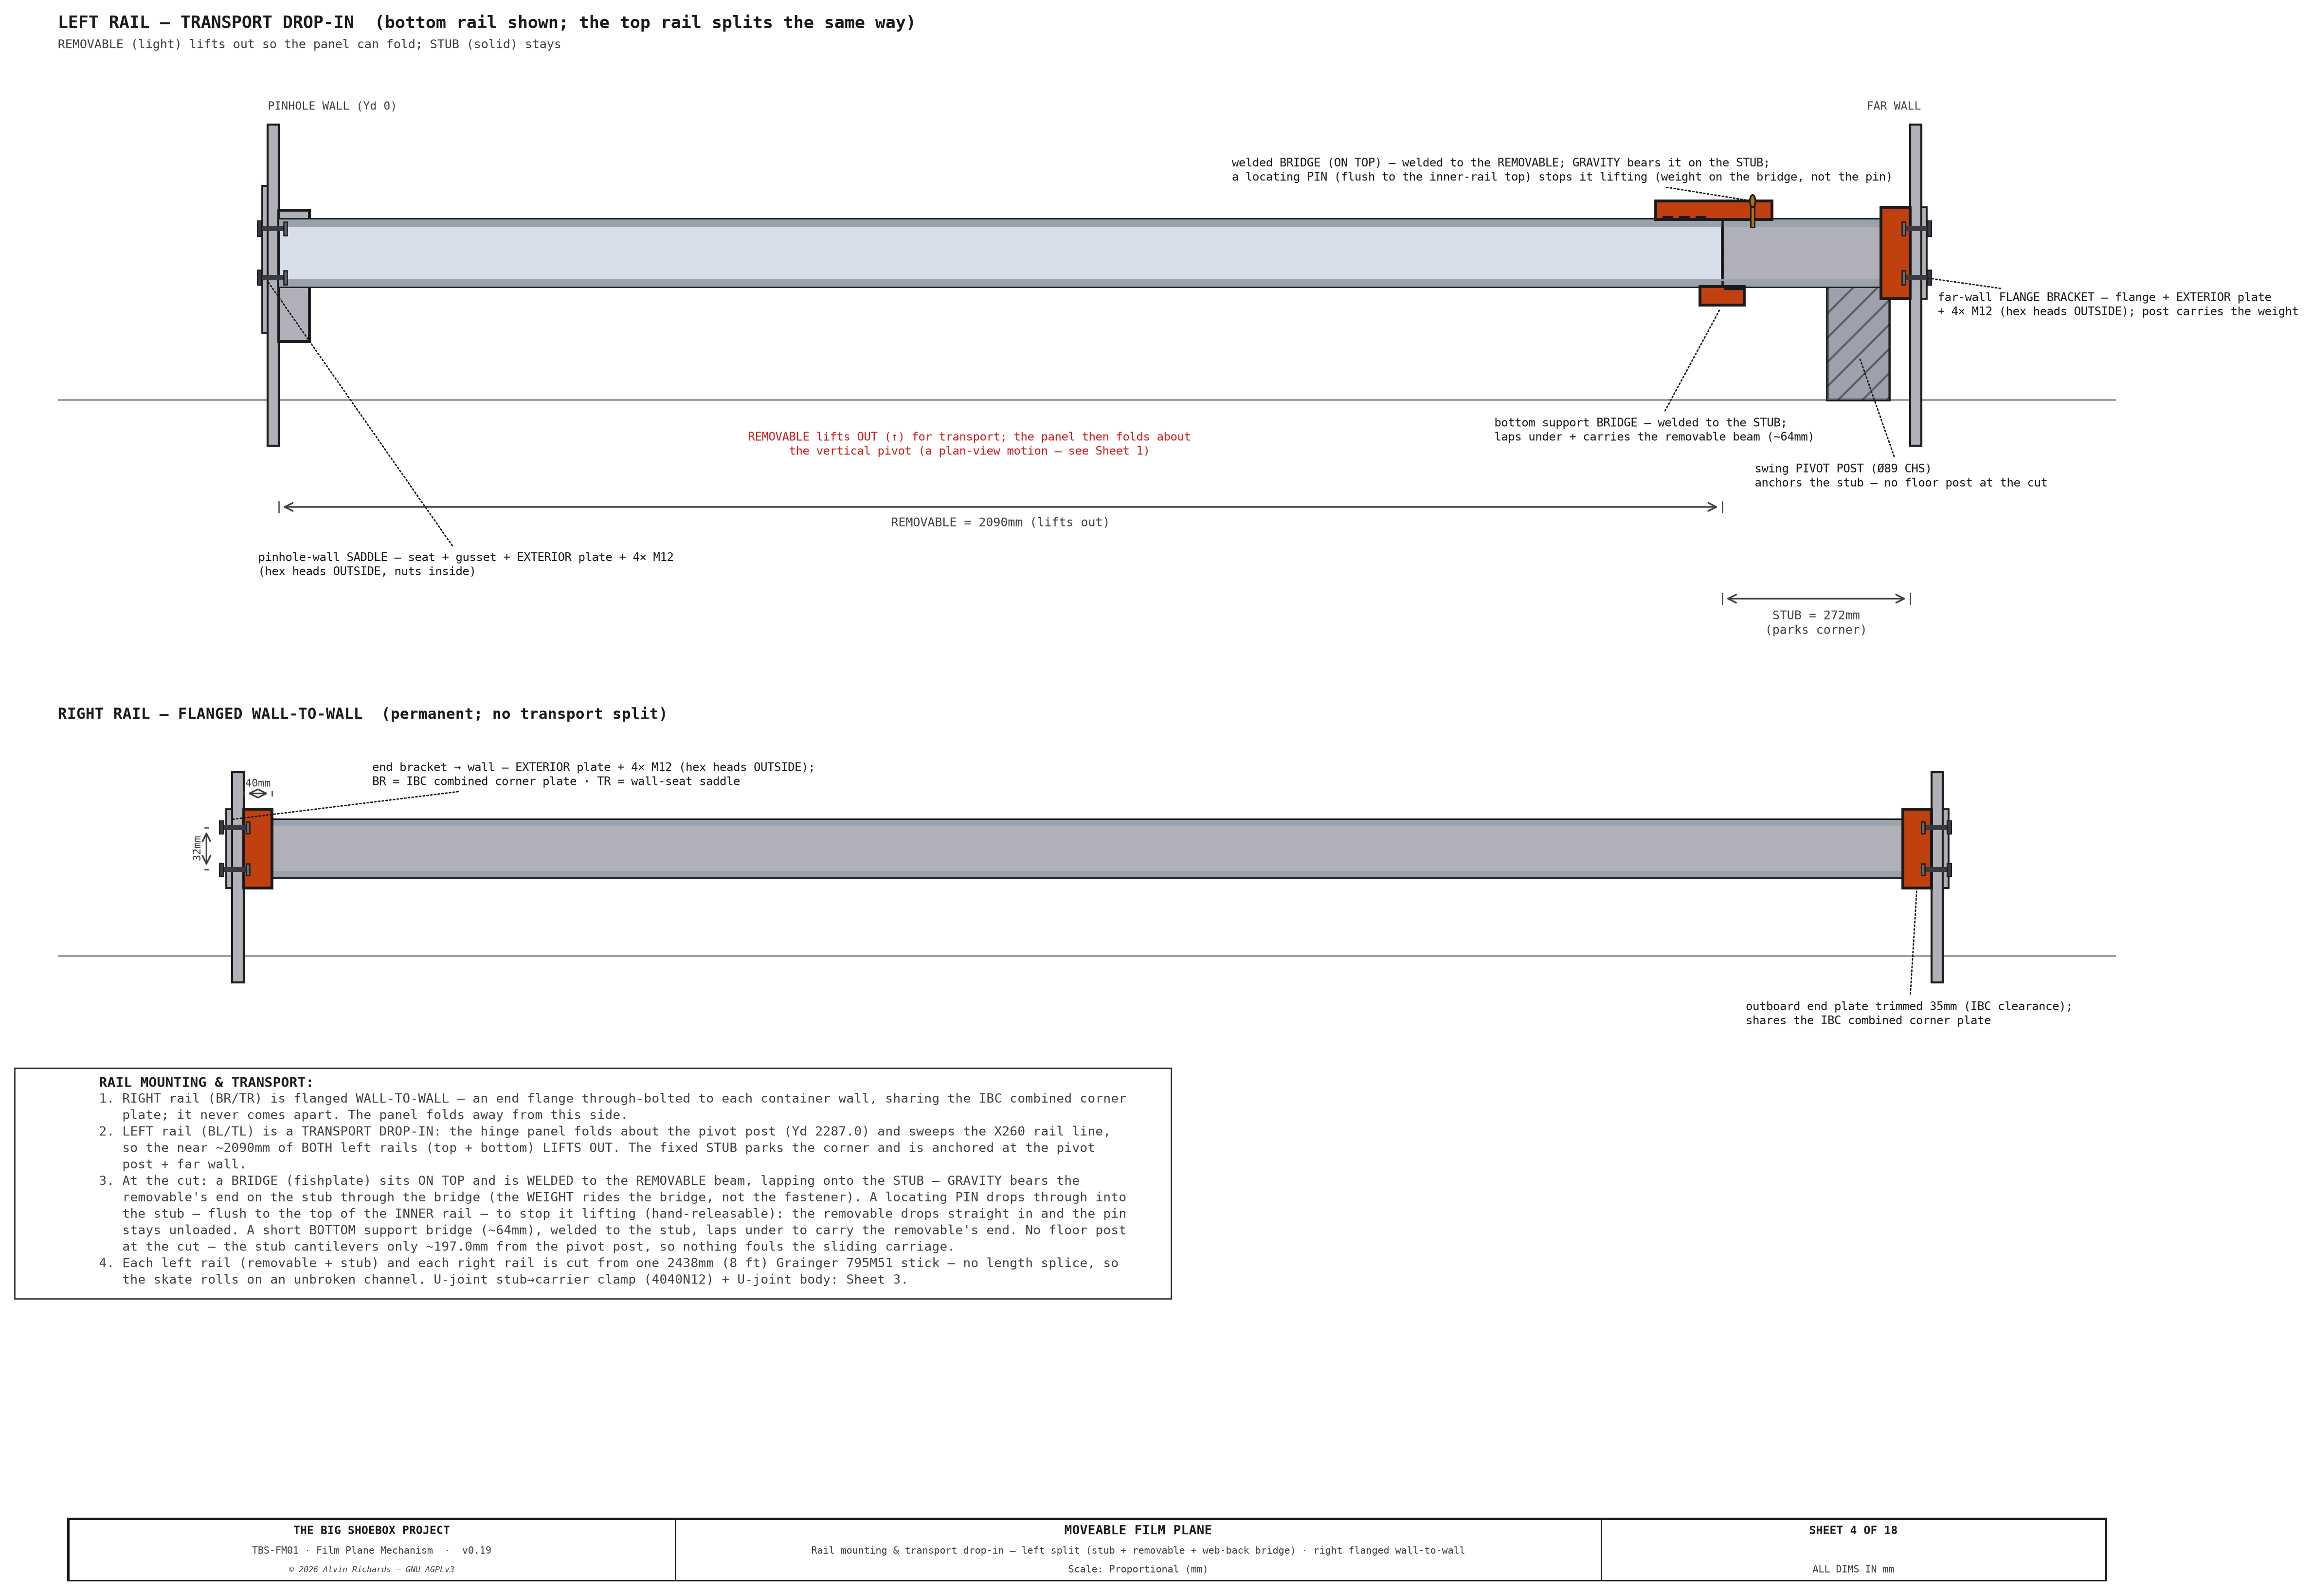 LEFT RAIL — TRANSPORT DROP-IN  (bottom rail shown; the top rail splits the same way)
REMOVABLE (light) lifts out so the panel can fold; STUB (solid) stays
PINHOLE WALL (Yd 0)
FAR WALL
welded BRIDGE (ON TOP) — welded to the REMOVABLE; GRAVITY bears it on the STUB;
a locating PIN (flush to the inner-rail top) stops it lifting (weight on the bridge, not the pin)
far-wall FLANGE BRACKET — flange + EXTERIOR plate
+ 4× M12 (hex heads OUTSIDE); post carries the weight
bottom support BRIDGE — welded to the STUB;
laps under + carries the removable beam (~64mm)
REMOVABLE lifts OUT (↑) for transport; the panel then folds about
the vertical pivot (a plan-view motion — see Sheet 1)
swing PIVOT POST (Ø89 CHS)
anchors the stub — no floor post at the cut
REMOVABLE = 2090mm (lifts out)
pinhole-wall SADDLE — seat + gusset + EXTERIOR plate + 4× M12
(hex heads OUTSIDE, nuts inside)
STUB = 272mm
(parks corner)
RIGHT RAIL — FLANGED WALL-TO-WALL  (permanent; no transport split)
end bracket → wall — EXTERIOR plate + 4× M12 (hex heads OUTSIDE);
BR = IBC combined corner plate · TR = wall-seat saddle
40mm
32mm
outboard end plate trimmed 35mm (IBC clearance);
shares the IBC combined corner plate
RAIL MOUNTING & TRANSPORT:
1. RIGHT rail (BR/TR) is flanged WALL-TO-WALL — an end flange through-bolted to each container wall, sharing the IBC combined corner
plate; it never comes apart. The panel folds away from this side.
2. LEFT rail (BL/TL) is a TRANSPORT DROP-IN: the hinge panel folds about the pivot post (Yd 2287.0) and sweeps the X260 rail line,
so the near ~2090mm of BOTH left rails (top + bottom) LIFTS OUT. The fixed STUB parks the corner and is anchored at the pivot
post + far wall.
3. At the cut: a BRIDGE (fishplate) sits ON TOP and is WELDED to the REMOVABLE beam, lapping onto the STUB — GRAVITY bears the
removable's end on the stub through the bridge (the WEIGHT rides the bridge, not the fastener). A locating PIN drops through into
the stub — flush to the top of the INNER rail — to stop it lifting (hand-releasable): the removable drops straight in and the pin
stays unloaded. A short BOTTOM support bridge (~64mm), welded to the stub, laps under to carry the removable's end. No floor post
at the cut — the stub cantilevers only ~197.0mm from the pivot post, so nothing fouls the sliding carriage.
4. Each left rail (removable + stub) and each right rail is cut from one 2438mm (8 ft) Grainger 795M51 stick — no length splice, so
the skate rolls on an unbroken channel. U-joint stub→carrier clamp (4040N12) + U-joint body: Sheet 3.
THE BIG SHOEBOX PROJECT
TBS-FM01 · Film Plane Mechanism  ·  v0.19
© 2026 Alvin Richards — GNU AGPLv3
MOVEABLE FILM PLANE
Rail mounting & transport drop-in — left split (stub + removable + web-back bridge) · right flanged wall-to-wall
Scale: Proportional (mm)
SHEET 4 OF 18
ALL DIMS IN mm